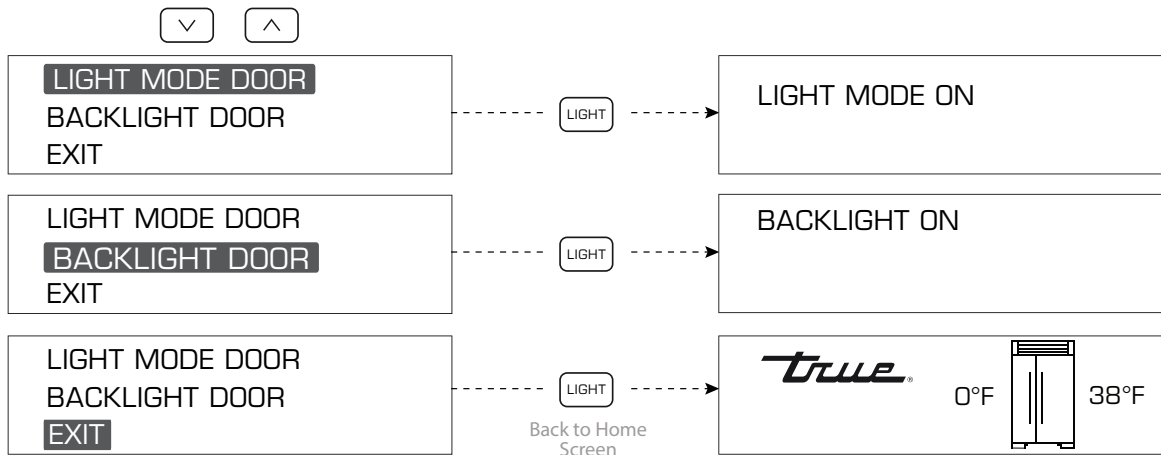 LIGHT MODE DOOR
BACKLIGHT DOOR
EXIT
LIGHT
LIGHT MODE ON
LIGHT MODE DOOR
BACKLIGHT DOOR
EXIT
LIGHT
BACKLIGHT ON
LIGHT MODE DOOR
BACKLIGHT DOOR
EXIT
LIGHT
Back to Home
Screen
true®
0°F
38°F